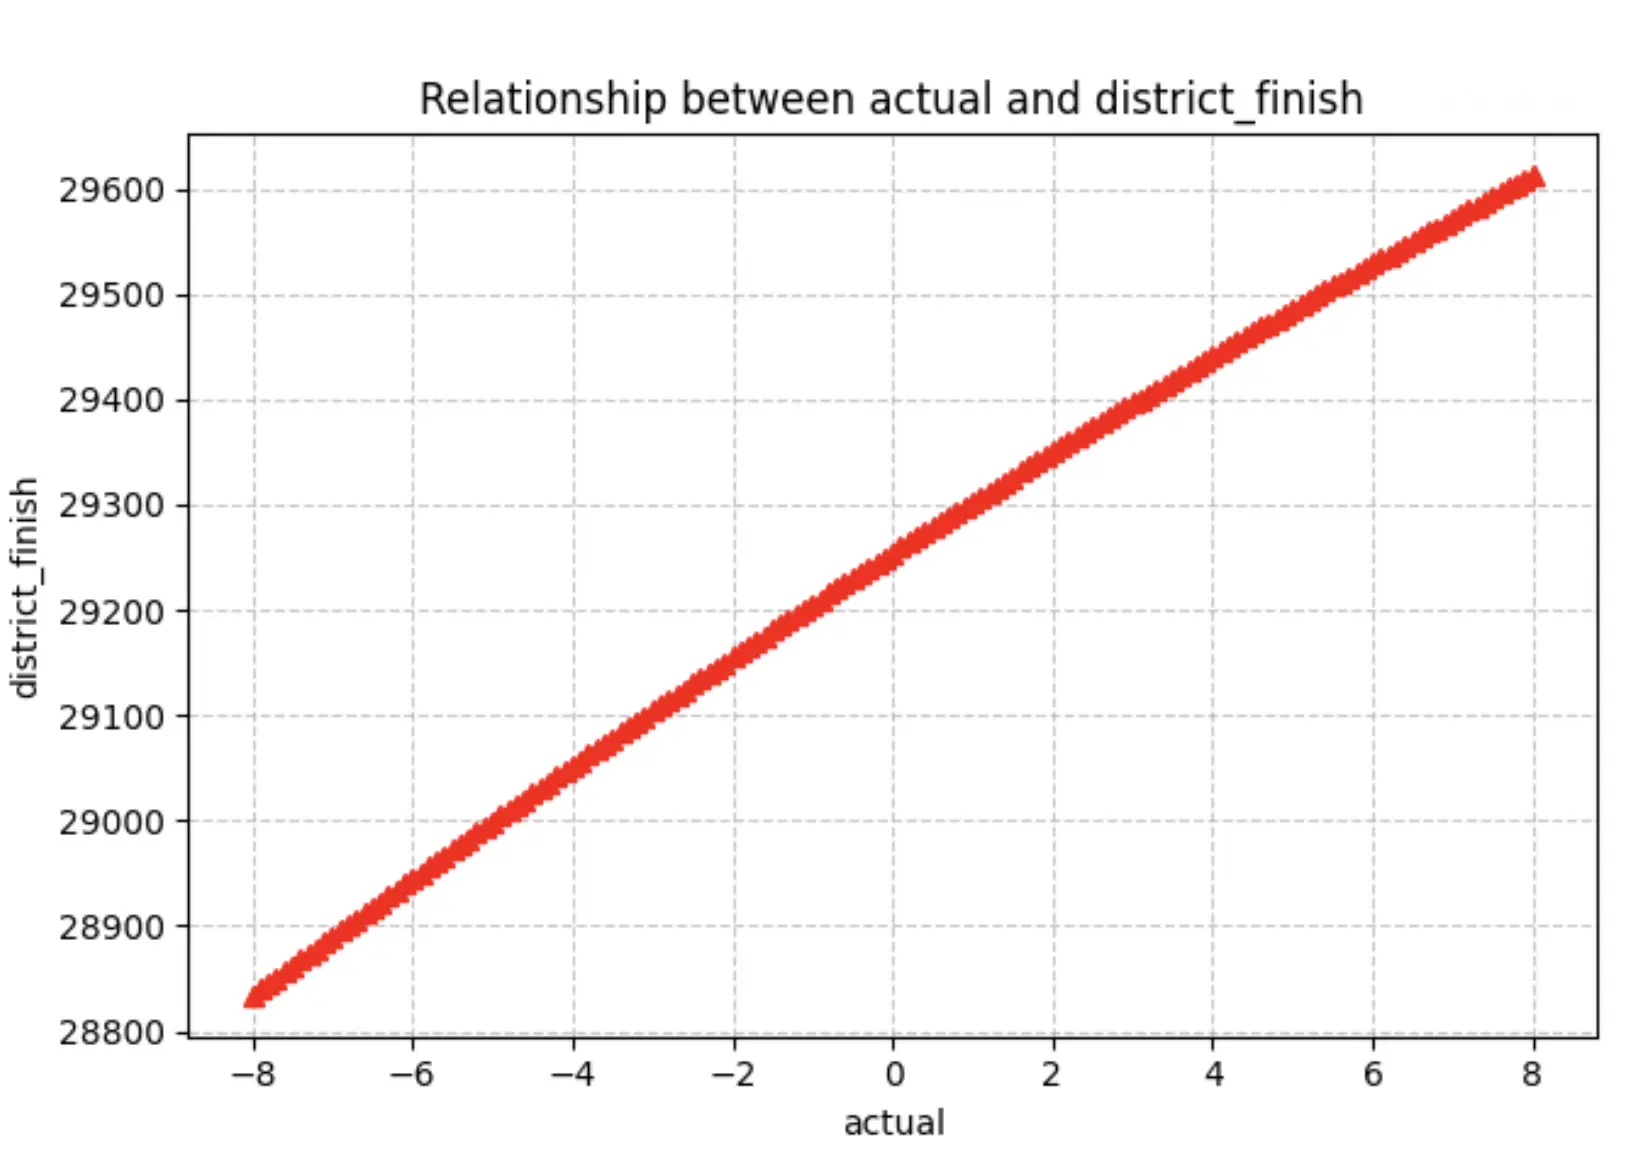 Relationship between actual and district_finish
29600
29500
29400
29300
29200
29100
29000
28900
28800
district_finish
−8 −6 −4 −2 0 2 4 6 8
actual